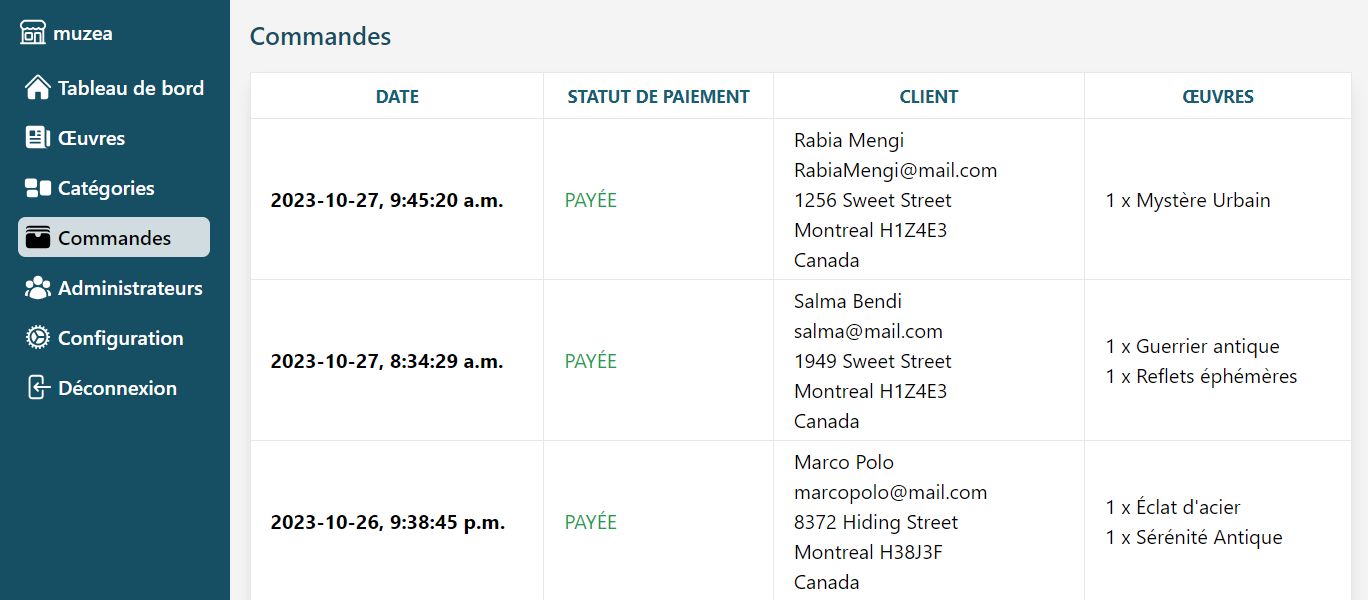 muzea
Tableau de bord
Œuvres
Catégories
Commandes
Administrateurs
Configuration
Déconnexion
Commandes
DATE STATUT DE PAIEMENT CLIENT ŒUVRES
2023-10-27, 9:45:20 a.m.
PAYÉE
Rabia Mengi
RabiaMengi@mail.com
1256 Sweet Street
Montreal H1Z4E3
Canada
1 x Mystère Urbain
2023-10-27, 8:34:29 a.m.
PAYÉE
Salma Bendi
salma@mail.com
1949 Sweet Street
Montreal H1Z4E3
Canada
1 x Guerrier antique
1 x Reflets éphémères
2023-10-26, 9:38:45 p.m.
PAYÉE
Marco Polo
marcopolo@mail.com
8372 Hiding Street
Montreal H38J3F
Canada
1 x Éclat d'acier
1 x Sérénité Antique